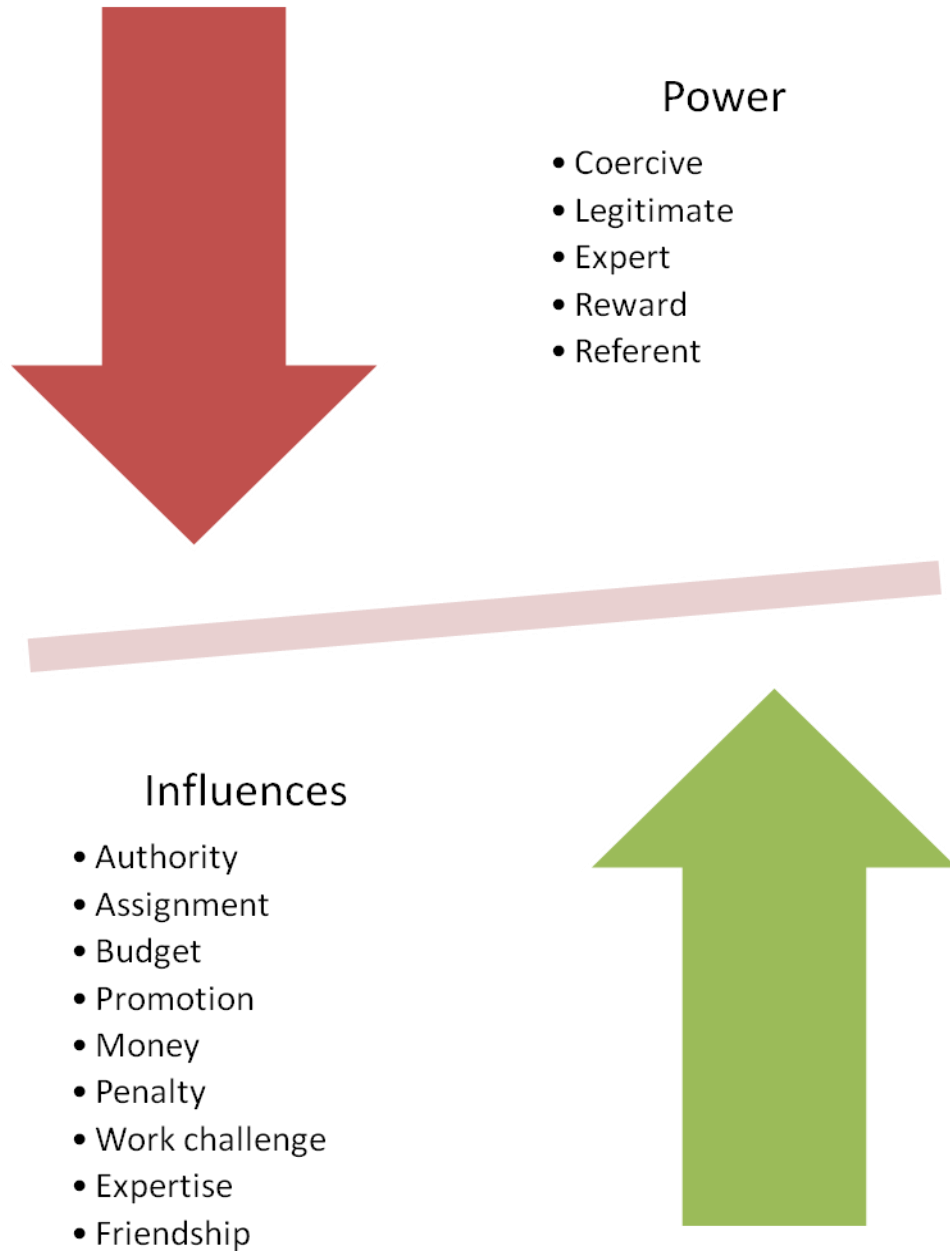 Power
• Coercive
• Legitimate
• Expert
• Reward
• Referent
Influences
• Authority
• Assignment
• Budget
• Promotion
• Money
• Penalty
• Work challenge
• Expertise
• Friendship